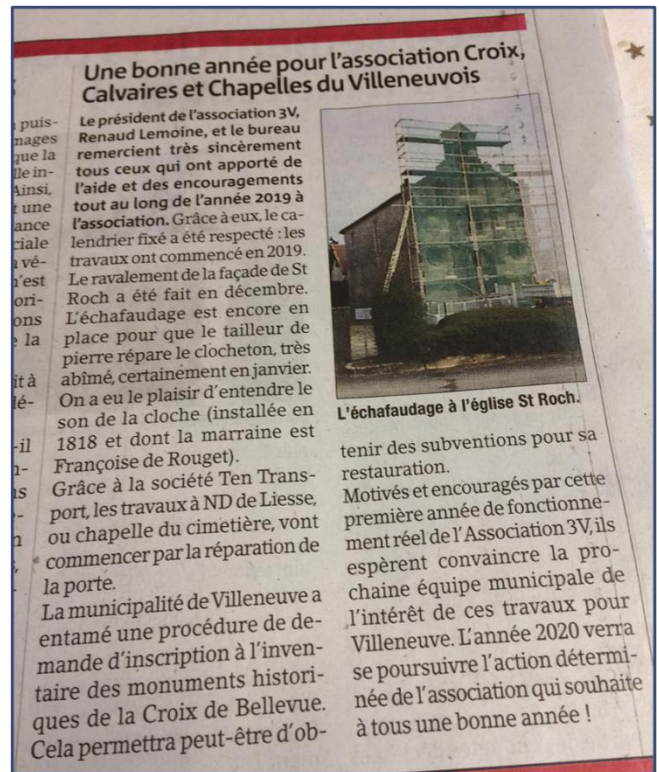 Une bonne année pour l'association Croix,
Calvaires et Chapelles du Villeneuvois
Le président de l'association 3V,
Renaud Lemoine, et le bureau
remercient très sincèrement
tous ceux qui ont apporté de
l'aide et des encouragements
tout au long de l'année 2019 à
l'association. Grâce à eux, le ca-
lendrier fixé a été respecté : les
travaux ont commencé en 2019.
Le ravalement de la façade de St
Roch a été fait en décembre.
L'échafaudage est encore en
place pour que le tailleur de
pierre répare le clocheton, très
abîmé, certainement en janvier.
On a eu le plaisir d'entendre le
son de la cloche (installée en
1818 et dont la marraine est
Françoise de Rouget).
Grâce à la société Ten Trans-
port, les travaux à ND de Liesse,
ou chapelle du cimetière, vont
commencer par la réparation de
la porte.
La municipalité de Villeneuve a
entamé une procédure de de-
mande d'inscription à l'inven-
taire des monuments histori-
ques de la Croix de Bellevue.
Cela permettra peut-être d'ob-
L'échafaudage à l'église St Roch.
tenir des subventions pour sa
restauration.
Motivés et encouragés par cette
première année de fonctionne-
ment réel de l'Association 3V, ils
espèrent convaincre la pro-
chaine équipe municipale de
l'intérêt de ces travaux pour
Villeneuve. L'année 2020 verra
se poursuivre l'action détermi-
née de l'association qui souhaite
à tous une bonne année !